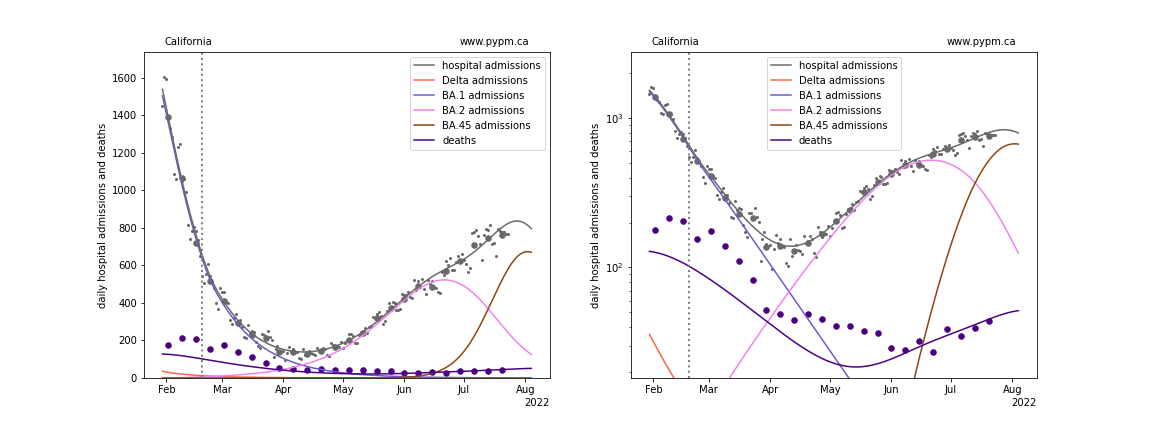 California www.pypm.ca
hospital admissions
Delta admissions
BA.1 admissions
BA.2 admissions
BA.45 admissions
deaths
daily hospital admissions and deaths
1600
1400
1200
1000
800
600
400
200
0
Feb Mar Apr May Jun Jul Aug
2022
California www.pypm.ca
hospital admissions
Delta admissions
BA.1 admissions
BA.2 admissions
BA.45 admissions
deaths
daily hospital admissions and deaths
10³
10²
Feb Mar Apr May Jun Jul Aug
2022